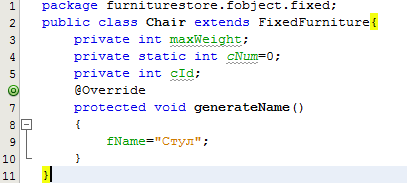 1 package furniturestore.fobject.fixed;
2 public class Chair extends FixedFurniture{
3 private int maxWeight;
4 private static int cNum=0;
5 private int cId;
@Override
7 protected void generateName()
8 {
9 fName="Стул";
10 }
11 }